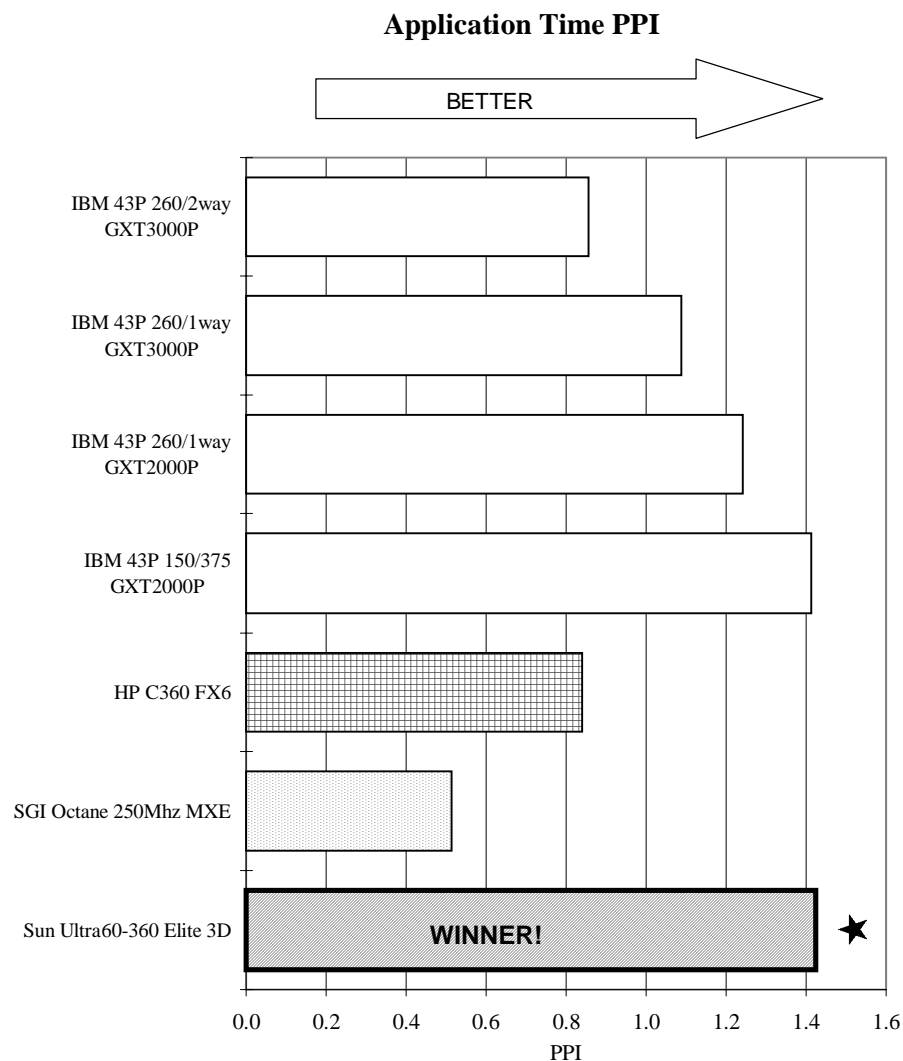 Application Time PPI
BETTER
IBM 43P 260/2way
GXT3000P
IBM 43P 260/1way
GXT3000P
IBM 43P 260/1way
GXT2000P
IBM 43P 150/375
GXT2000P
HP C360 FX6
SGI Octane 250Mhz MXE
Sun Ultra60-360 Elite 3D
WINNER!
0.0 0.2 0.4 0.6 0.8 1.0 1.2 1.4 1.6
PPI